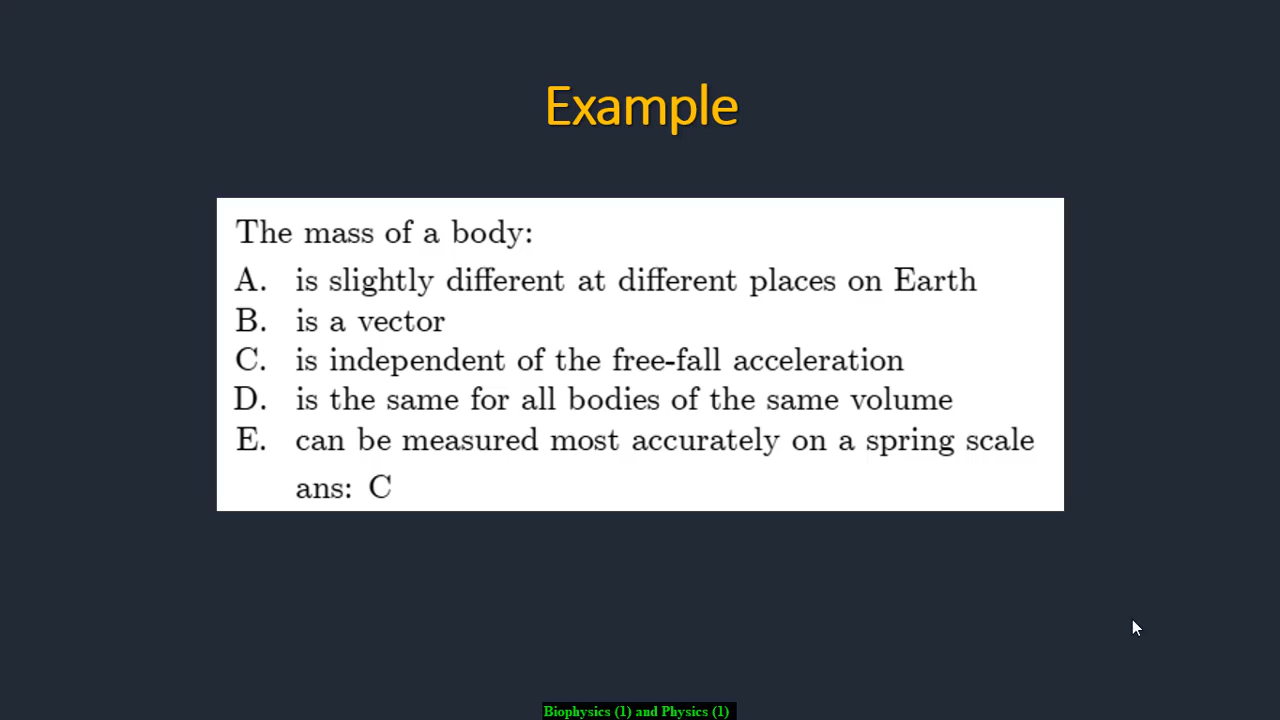 Example
The mass of a body:
A. is slightly different at different places on Earth
B. is a vector
C. is independent of the free-fall acceleration
D. is the same for all bodies of the same volume
E. can be measured most accurately on a spring scale
ans: C
Biophysics (1) and Physics (1)